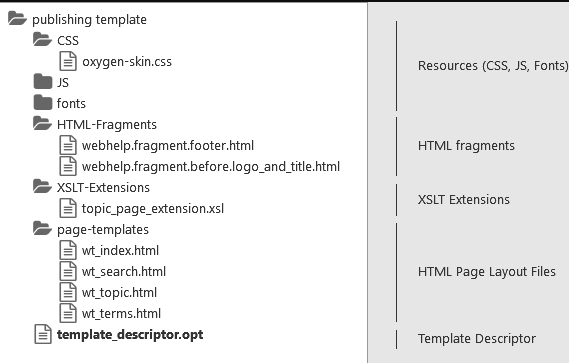 publishing template
CSS
oxygen-skin.css
JS
fonts
HTML-Fragments
webhelp.fragment.footer.html
webhelp.fragment.before.logo_and_title.html
XSLT-Extensions
topic_page_extension.xsl
page-templates
wt_index.html
wt_search.html
wt_topic.html
wt_terms.html
template_descriptor.opt
Resources (CSS, JS, Fonts)
HTML fragments
XSLT Extensions
HTML Page Layout Files
Template Descriptor